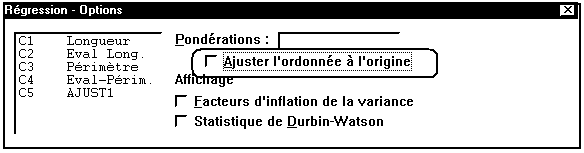 Régression - Options
C1 Longueur
C2 Eval Long.
C3 Périmètre
C4 Eval-Périm.
C5 AJUST1
Pondérations :
Ajuster l'ordonnée à l'origine
Affichage
Facteurs d'inflation de la variance
Statistique de Durbin-Watson